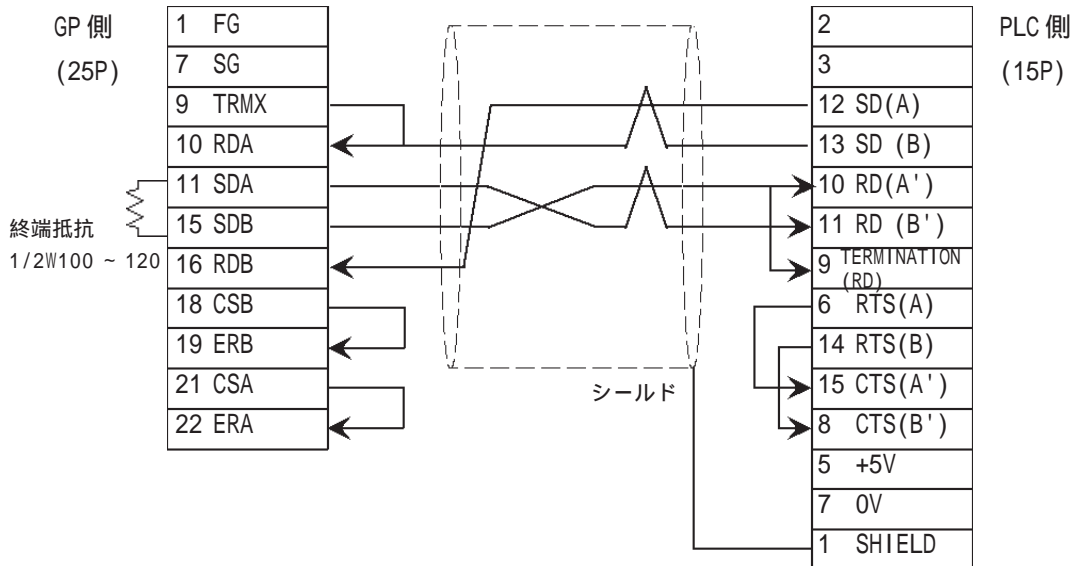 GP 側
(25P)
1 FG
7 SG
9 TRMX
10 RDA
11 SDA
15 SDB
16 RDB
18 CSB
19 ERB
21 CSA
22 ERA
終端抵抗
1/2W100 ~ 120
シールド
PLC 側
(15P)
2
3
12 SD(A)
13 SD (B)
10 RD(A')
11 RD (B')
9 TERMINATION
(RD)
6 RTS(A)
14 RTS(B)
15 CTS(A')
8 CTS(B')
5 +5V
7 0V
1 SHIELD